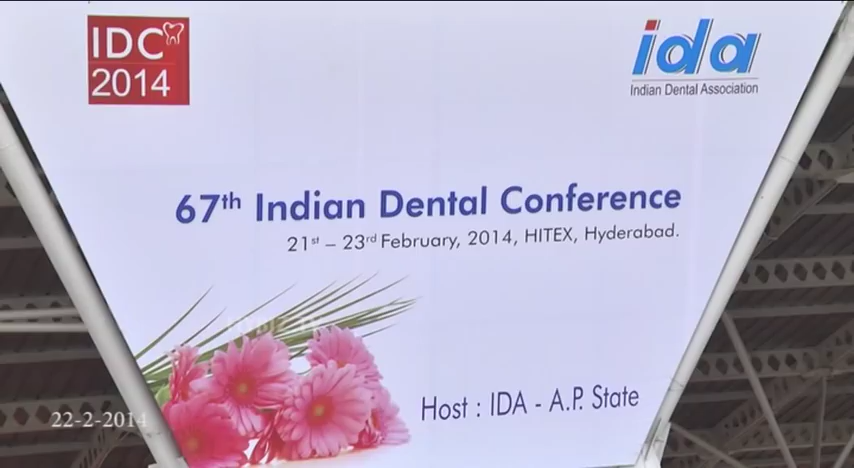 IDC
2014
ida
Indian Dental Association
67th Indian Dental Conference
21st – 23rd February, 2014, HITEX, Hyderabad.
Host : IDA - A.P. State
22-2-2014